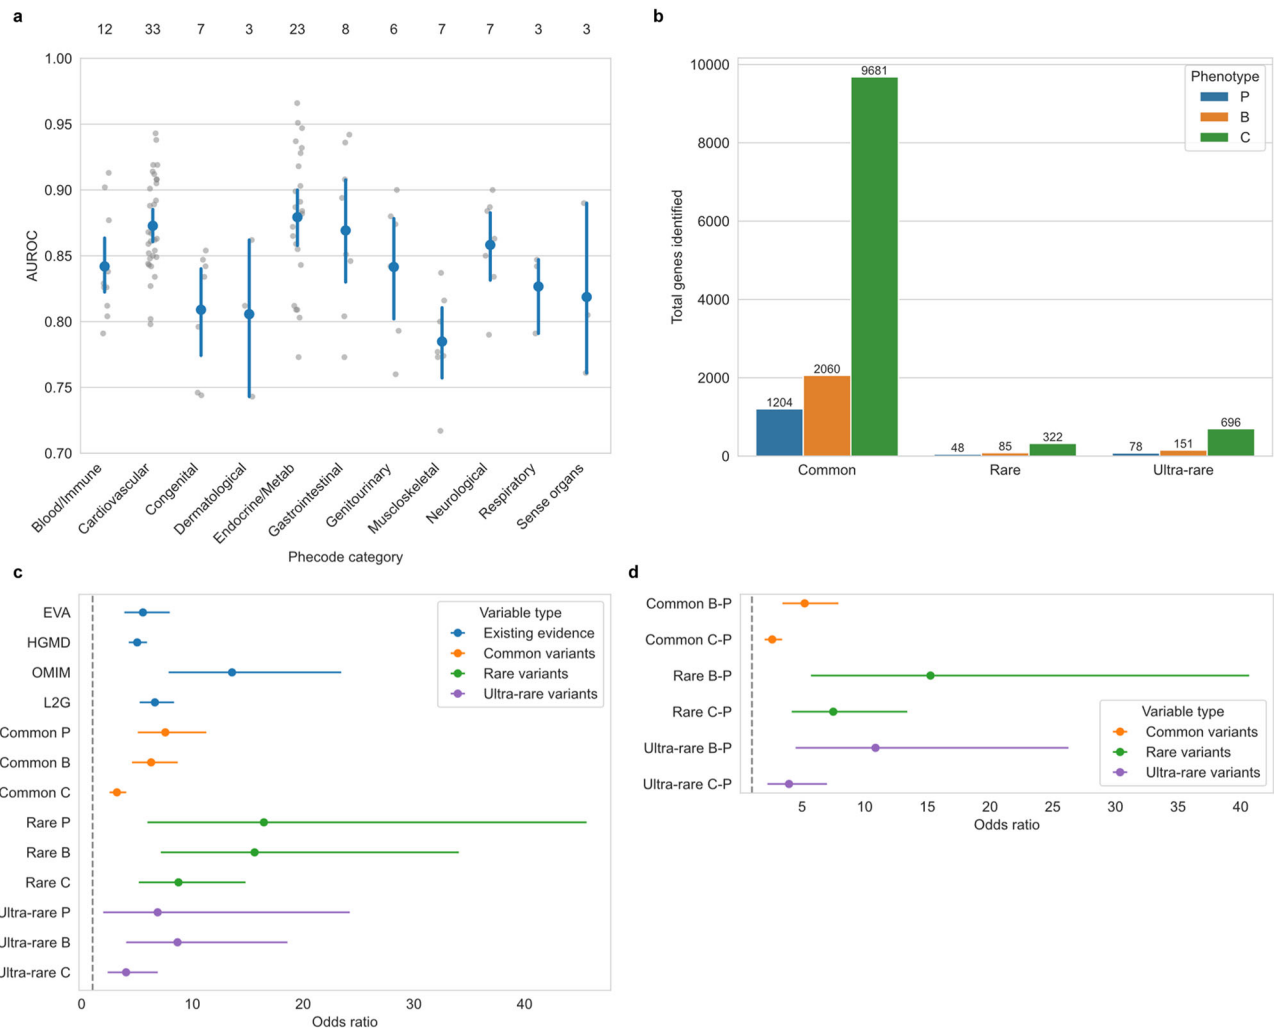 a
12 33 7 3 23 8 6 7 7 3 3
1.00
0.95
0.90
0.85
0.80
0.75
0.70
AUROC
Blood/Immune
Cardiovascular
Congenital
Dermatological
Endocrine/Metab
Gastrointestinal
Genitourinary
Muscloskeletal
Neurological
Respiratory
Sense organs
Phecode category
b
10000
8000
6000
4000
2000
0
Total genes identified
1204 2060 9681
48 85 322
78 151 696
Phenotype
P
B
C
Common Rare Ultra-rare
c
EVA
HGMD
OMIM
L2G
Common P
Common B
Common C
Rare P
Rare B
Rare C
Ultra-rare P
Ultra-rare B
Ultra-rare C
Variable type
Existing evidence
Common variants
Rare variants
Ultra-rare variants
0 10 20 30 40
Odds ratio
d
Common B-P
Common C-P
Rare B-P
Rare C-P
Ultra-rare B-P
Ultra-rare C-P
Variable type
Common variants
Rare variants
Ultra-rare variants
5 10 15 20 25 30 35 40
Odds ratio